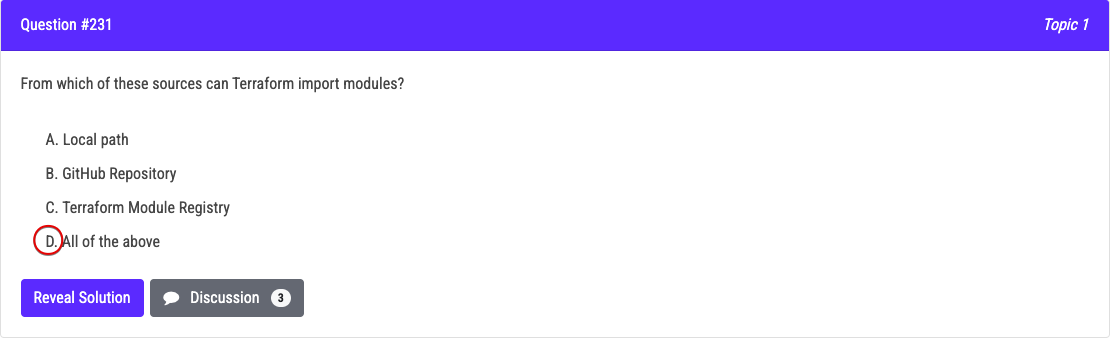 Question #231 Topic 1
From which of these sources can Terraform import modules?
A. Local path
B. GitHub Repository
C. Terraform Module Registry
D. All of the above
Reveal Solution Discussion 3